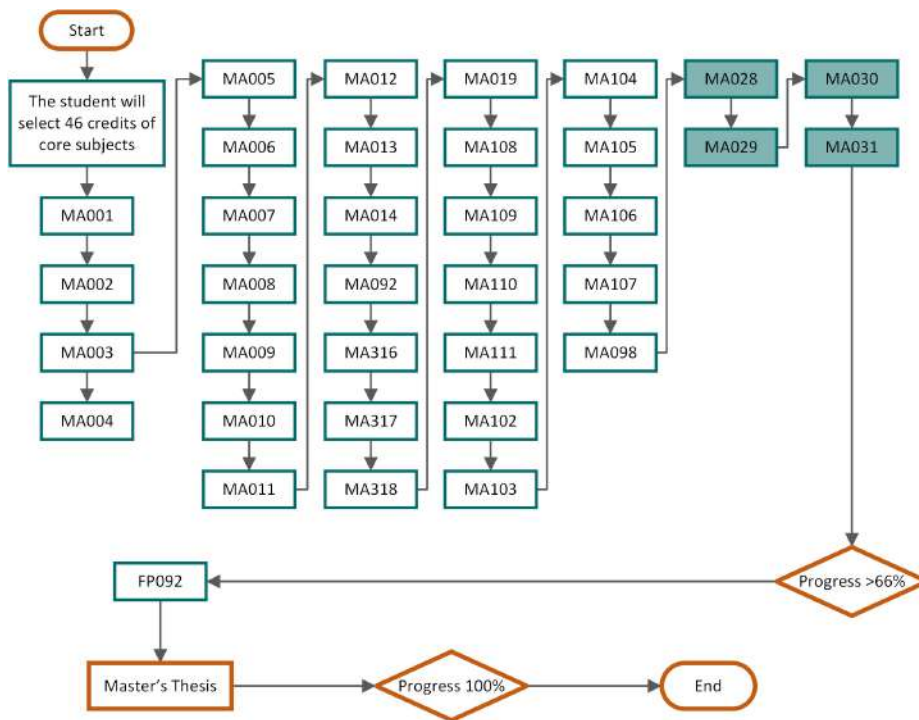 Start
The student will
select 46 credits of
core subjects
MA001
MA002
MA003
MA004
MA005
MA006
MA007
MA008
MA009
MA010
MA011
MA012
MA013
MA014
MA092
MA316
MA317
MA318
MA019
MA108
MA109
MA110
MA111
MA102
MA103
MA104
MA105
MA106
MA107
MA098
MA028
MA029
MA030
MA031
Progress >66%
FP092
Master's Thesis
Progress 100%
End